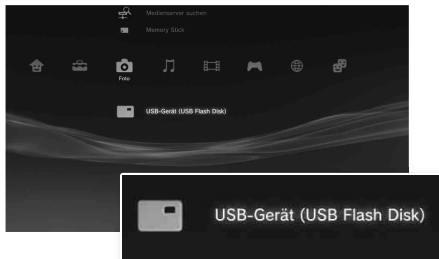 Medienserver suchen
Memory Stick
Foto
USB-Gerät (USB Flash Disk)
USB-Gerät (USB Flash Disk)